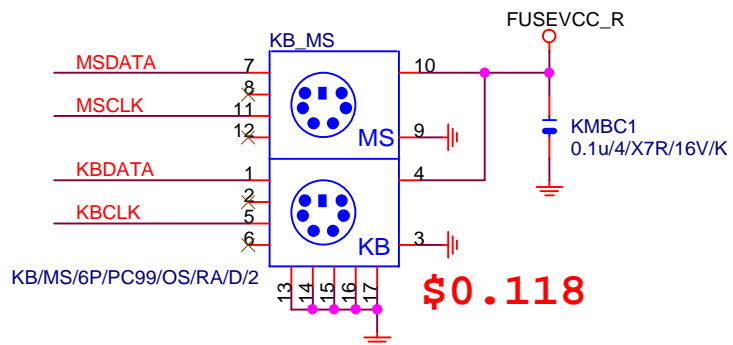 FUSEVCC_R
KB_MS
MSDATA
7
10
8
MSCLK
11
KMBC1
12
MS
9
0.1u/4/X7R/16V/K
KBDATA
1
4
2
KBCLK
5
6
KB
3
KB/MS/6P/PC99/OS/RA/D/2
13
14
15
16
17
$0.118